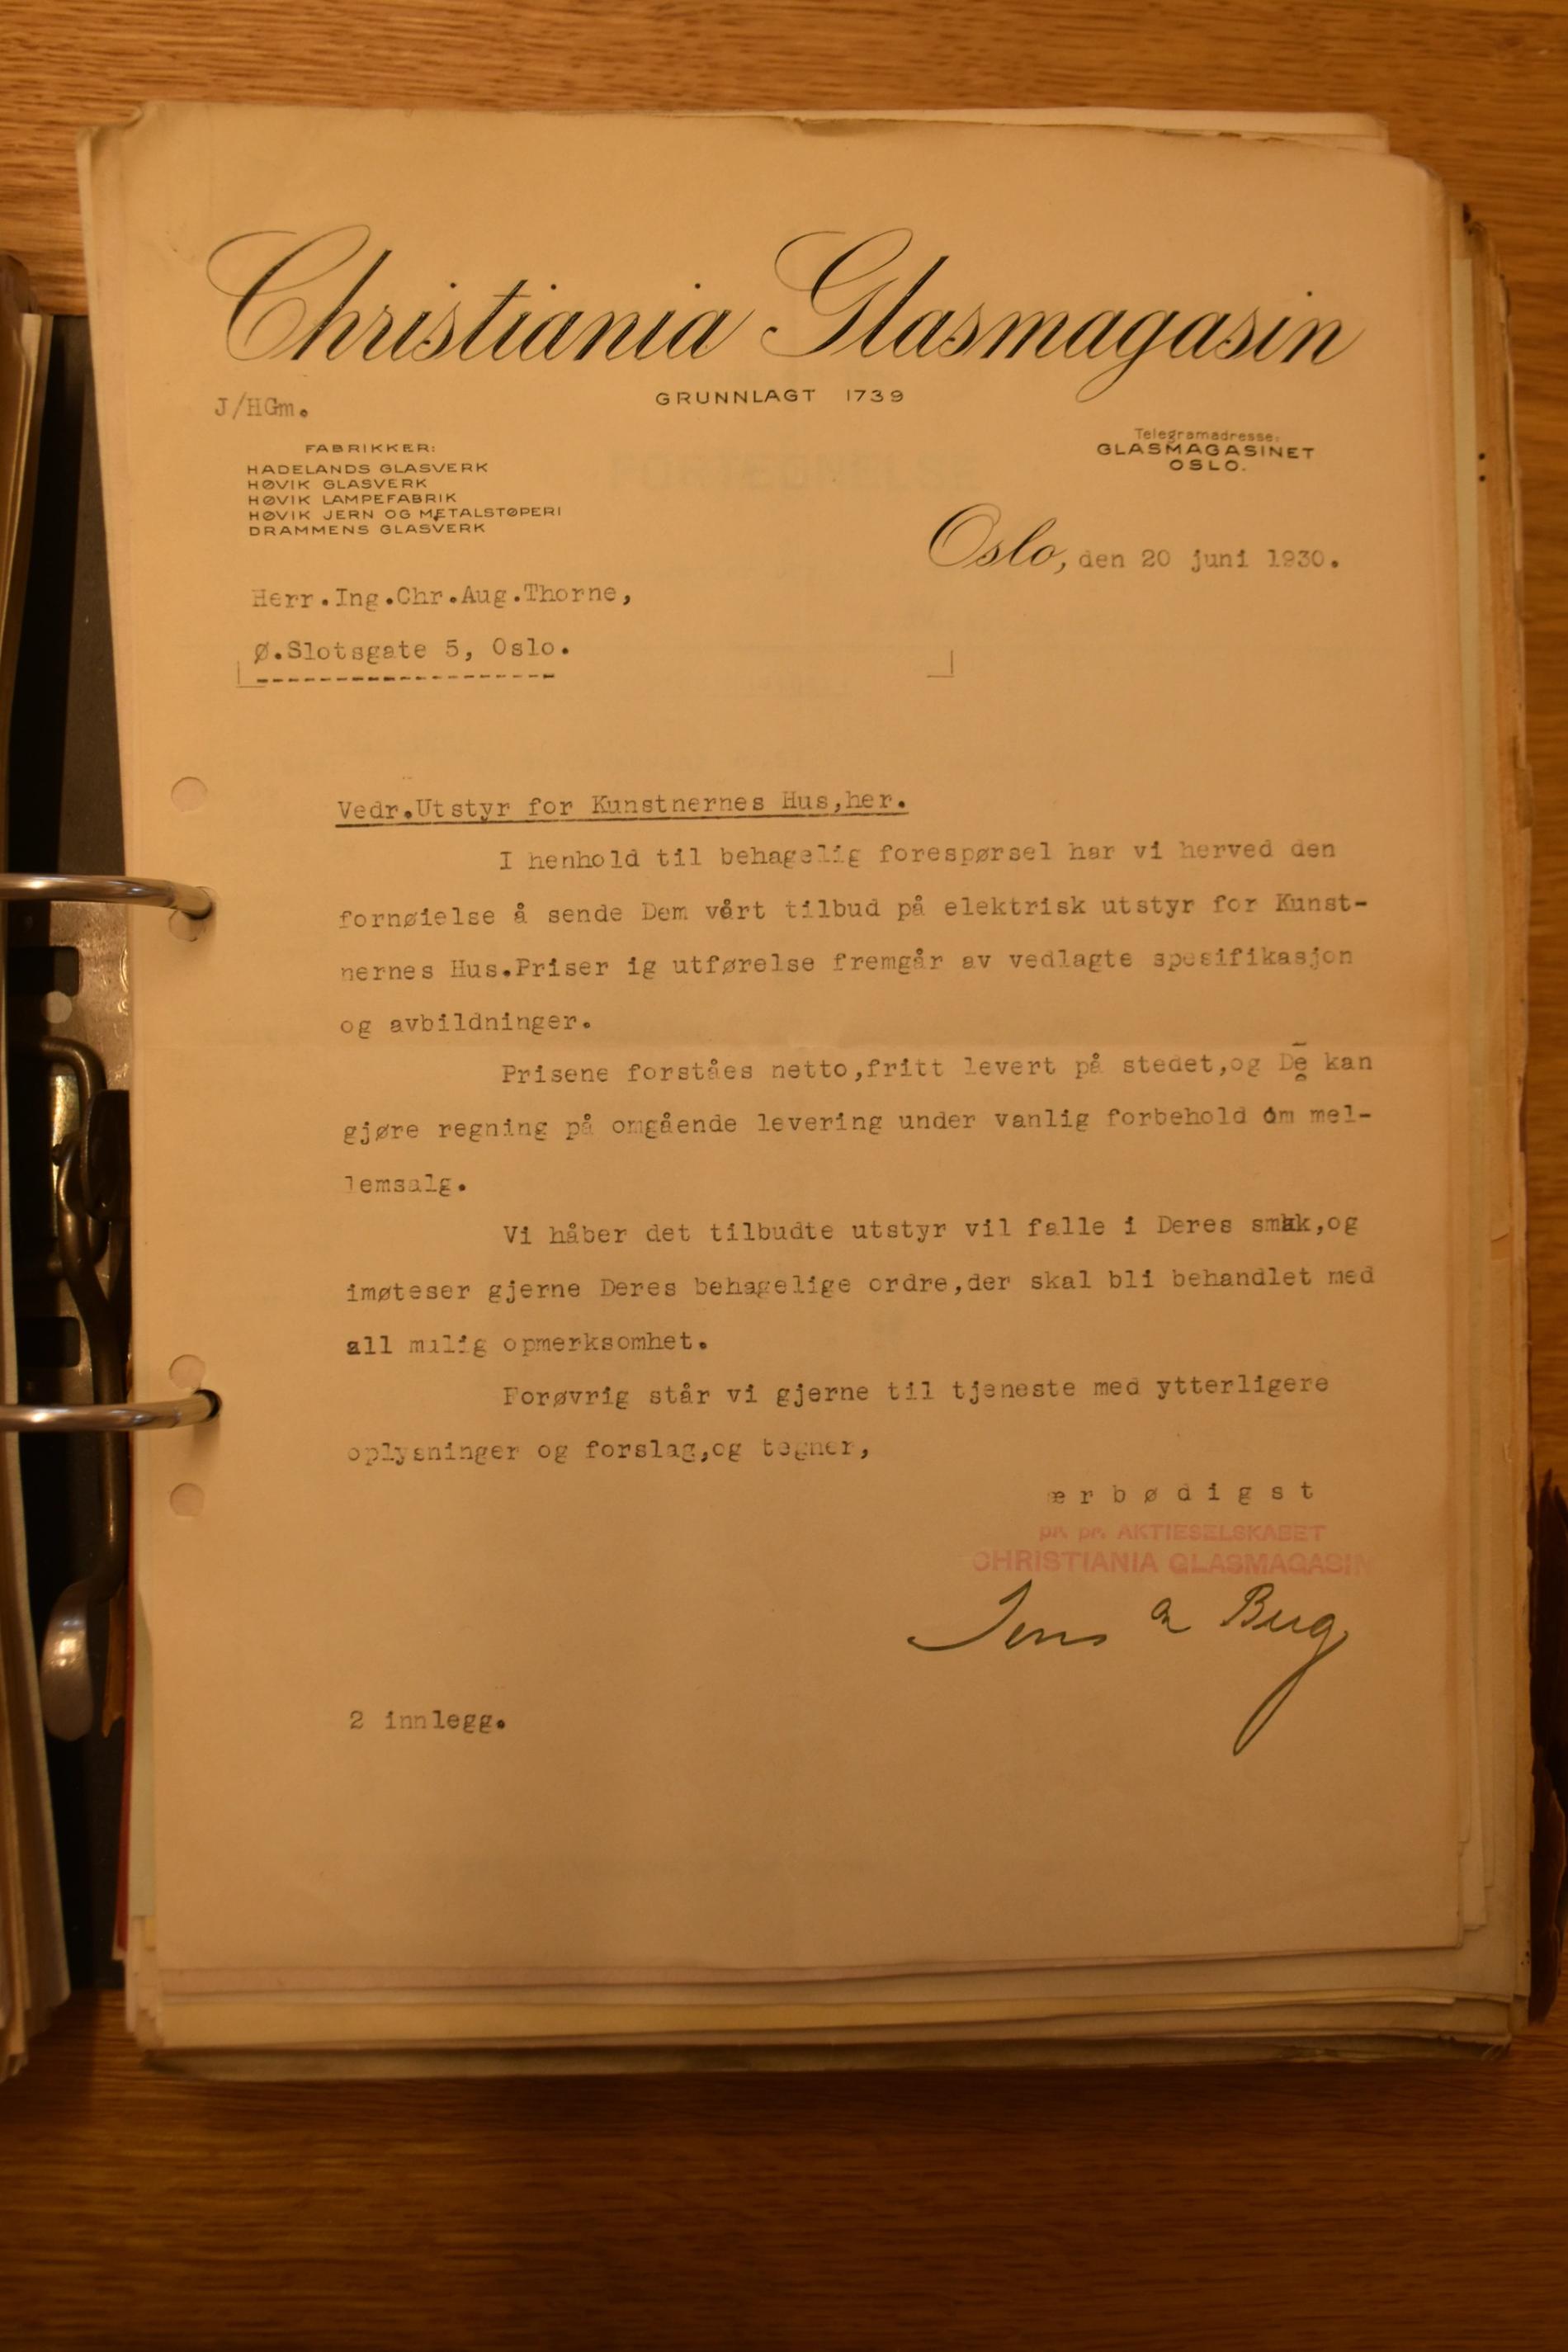 Christiania Glasmagasin
GRUNNLAGT 1739
J/HGm.
FABRIKKER:
HADELANDS GLASVERK
HØVIK GLASVERK
HØVIK LAMPEFABRIK
HØVIK JERN OG METALSTØPERI
DRAMMENS GLASVERK
Telegramadresse:
GLASMAGASINET
OSLO.
Oslo, den 20 juni 1930.
Herr.Ing.Chr.Aug.Thorne,
Ø.Slotsgate 5, Oslo.
Vedr.Utstyr for Kunstnernes Hus,her.
I henhold til behagelig forespørsel har vi herved den
fornøielse å sende Dem vårt tilbud på elektrisk utstyr for Kunst-
nernes Hus.Priser ig utførelse fremgår av vedlagte spesifikasjon
og avbildninger.
Prisene forståes netto,fritt levert på stedet,og De kan
gjøre regning på omgående levering under vanlig forbehold om mel-
lemsalg.
Vi håber det tilbudte utstyr vil falle i Deres smak,og
imøteser gjerne Deres behagelige ordre,der skal bli behandlet med
all mulig opmerksomhet.
Forøvrig står vi gjerne til tjeneste med ytterligere
oplysninger og forslag,og tegner,
ærbødigst
pr. pr. AKTIESELSKABET
CHRISTIANIA GLASMAGASIN
2 innlegg.